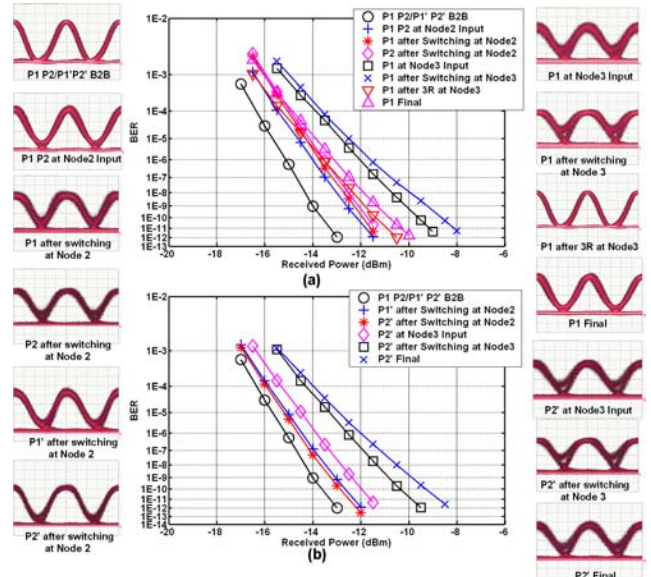 P1 P2/P1'P2' B2B
P1 P2 at Node2 Input
P1 after switching
at Node 2
P2 after switching
at Node 2
P1' after switching
at Node 2
P2' after switching
at Node 2
1E-2
1E-3
1E-4
1E-5
1E-6
1E-7
1E-8
1E-9
1E-10
1E-11
1E-12
BER
-18
-16
-14
-12
-10
-8
-6
Received Power (dBm)
(a)
P1 P2/P1' P2' B2B
P1 P2 at Node2 Input
P1 after Switching at Node2
P2 after Switching at Node2
P1 at Node3 Input
P1 after Switching at Node3
P1 after 3R at Node3
P1 Final
1E-2
1E-3
1E-4
1E-5
1E-6
1E-7
1E-8
1E-9
1E-10
1E-11
1E-12
1E-13
1E-14
BER
-18
-16
-14
-12
-10
-8
-6
Received Power (dBm)
(b)
P1 P2/P1' P2' B2B
P1' after Switching at Node2
P2' after Switching at Node2
P2' at Node3 Input
P2' after Switching at Node3
P2' Final
P1 at Node3 Input
P1 after switching
at Node 3
P1 after 3R at Node3
P1 Final
P2' at Node3 Input
P2' after switching
at Node 3
P2' Final